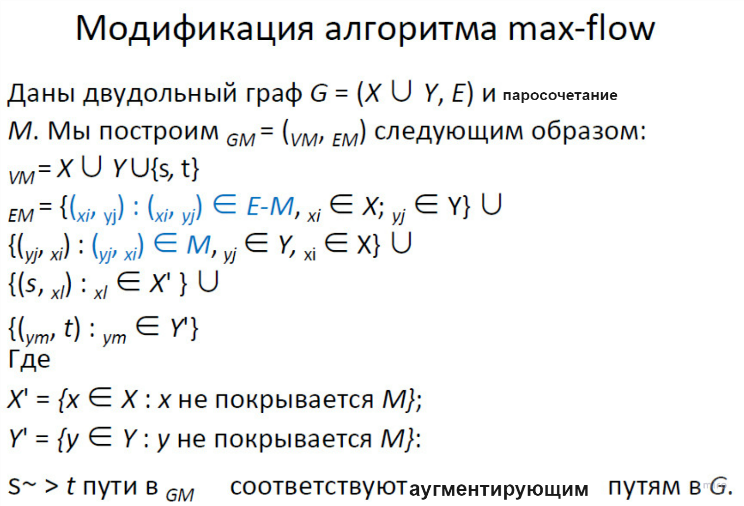 Модификация алгоритма max-flow
Даны двудольный граф G = (X ∪ Y, E) и паросочетание
M. Мы построим GM = (VM, EM) следующим образом:
VM = X ∪ Y∪{s, t}
EM = {(xi, yj) : (xi, yj) ∈ E-M, xi ∈ X; yj ∈ Y} ∪
{(yj, xi) : (yj, xi) ∈ M, yj ∈ Y, xi ∈ X} ∪
{(s, xl) : xl ∈ X' } ∪
{(ym, t) : ym ∈ Y'}
Где
X' = {x ∈ X : x не покрывается M};
Y' = {y ∈ Y : y не покрывается M}:
s~ > t пути в GM соответствуют аугментирующим путям в G.